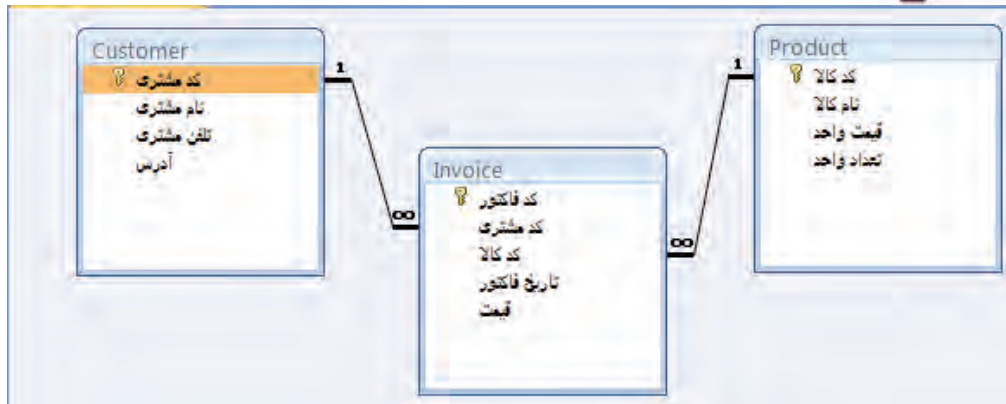 Customer
کد مشتری
نام مشتری
تلفن مشتری
آدرس
1
∞
Invoice
کد فاکتور
کد مشتری
کد کالا
تاریخ فاکتور
قیمت
Product
کد کالا
نام کالا
قیمت واحد
تعداد واحد
1
∞